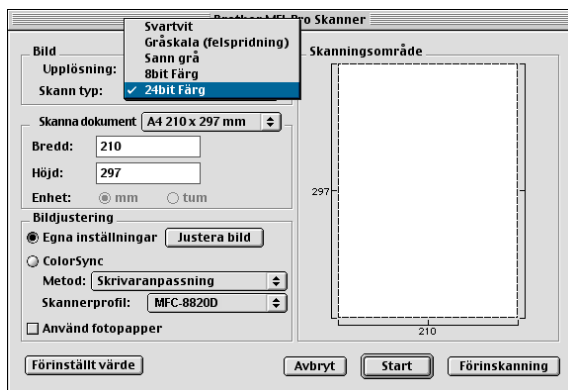 Brother MFL Pro Skanner
Bild
Upplösning:
Skann typ:
Svartvit
Gråskala (felspridning)
Sann grå
8bit Färg
✓ 24bit Färg
Skanna dokument A4 210 x 297 mm
Bredd: 210
Höjd: 297
Enhet: mm tum
Bildjustering
Egna inställningar Justera bild
ColorSync
Metod: Skrivaranpassning
Skannerprofil: MFC-8820D
Använd fotopapper
Skanningsområde
297
210
Förinställt värde Avbryt Start Förinskanning